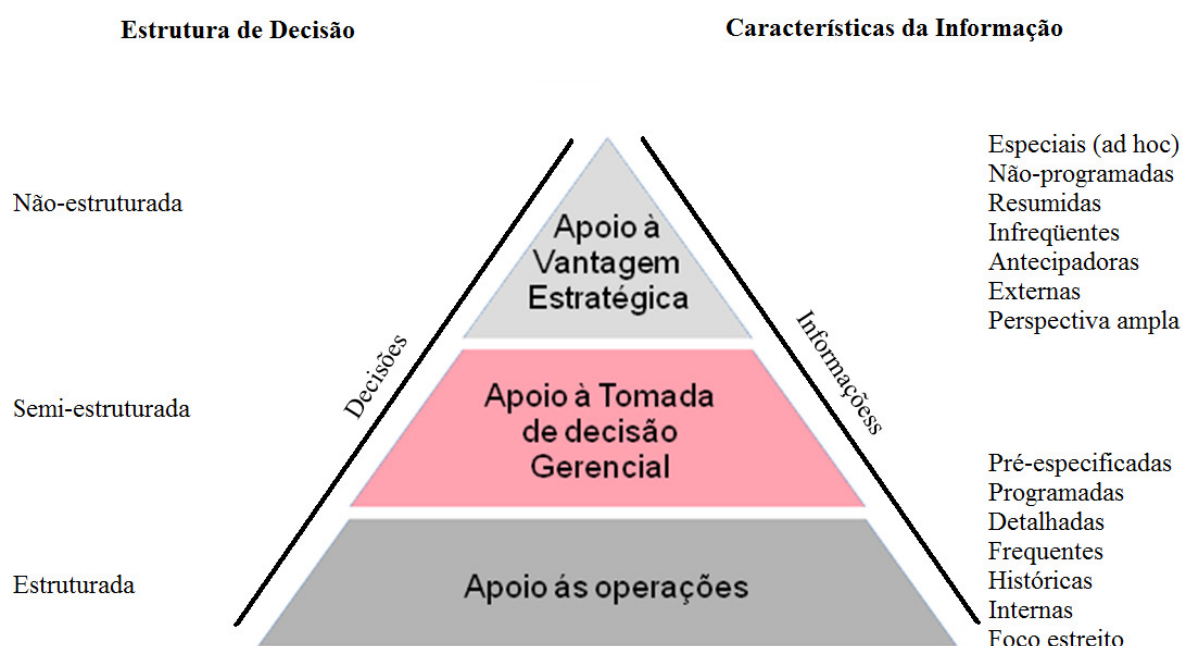 Estrutura de Decisão
Características da Informação
Não-estruturada
Semi-estruturada
Estruturada
Decisões
Apoio à
Vantagem
Estratégica
Apoio à Tomada
de decisão
Gerencial
Apoio ás operações
Informaçõess
Especiais (ad hoc)
Não-programadas
Resumidas
Infreqüentes
Antecipadoras
Externas
Perspectiva ampla
Pré-especificadas
Programadas
Detalhadas
Frequentes
Históricas
Internas
Foco estreito